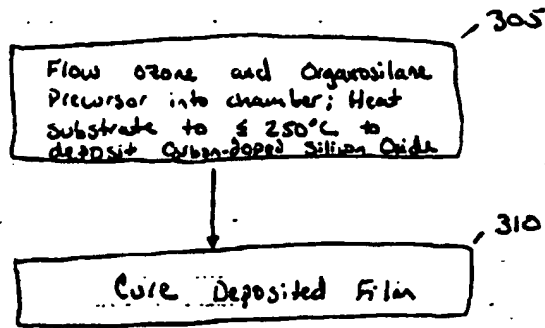 305
Flow ozone and Organosilane
Precursor into chamber; Heat
substrate to ≤ 250°C to
deposit Carbon-doped Silicon Oxide
310
Cure Deposited Film